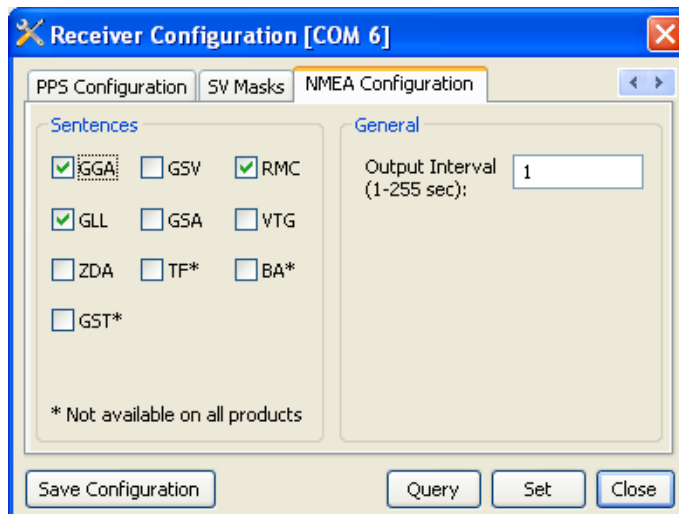 Receiver Configuration [COM 6]
PPS Configuration SV Masks NMEA Configuration
Sentences
GGA GSV RMC
GLL GSA VTG
ZDA TF* BA*
GST*
* Not available on all products
General
Output Interval
(1-255 sec):
1
Save Configuration Query Set Close